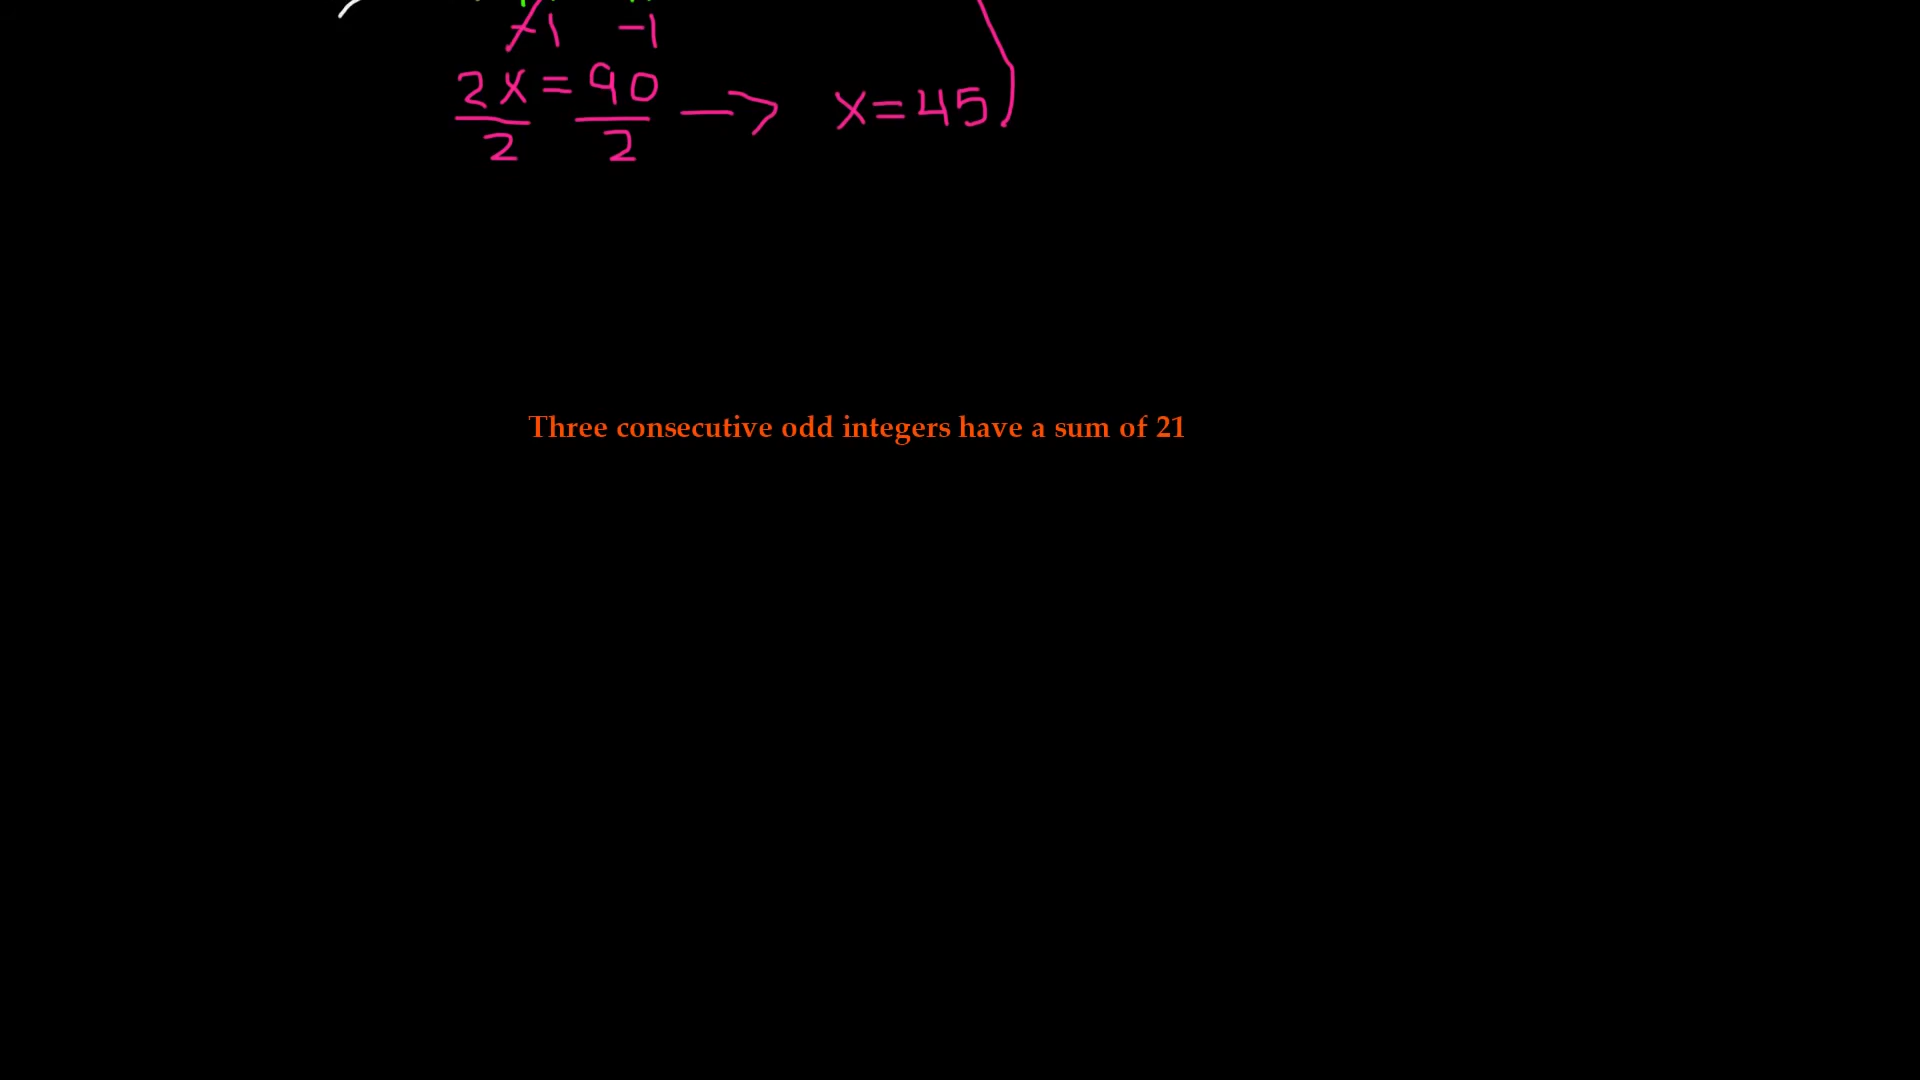 -1 -1
2x = 90 → x = 45
2 2
Three consecutive odd integers have a sum of 21